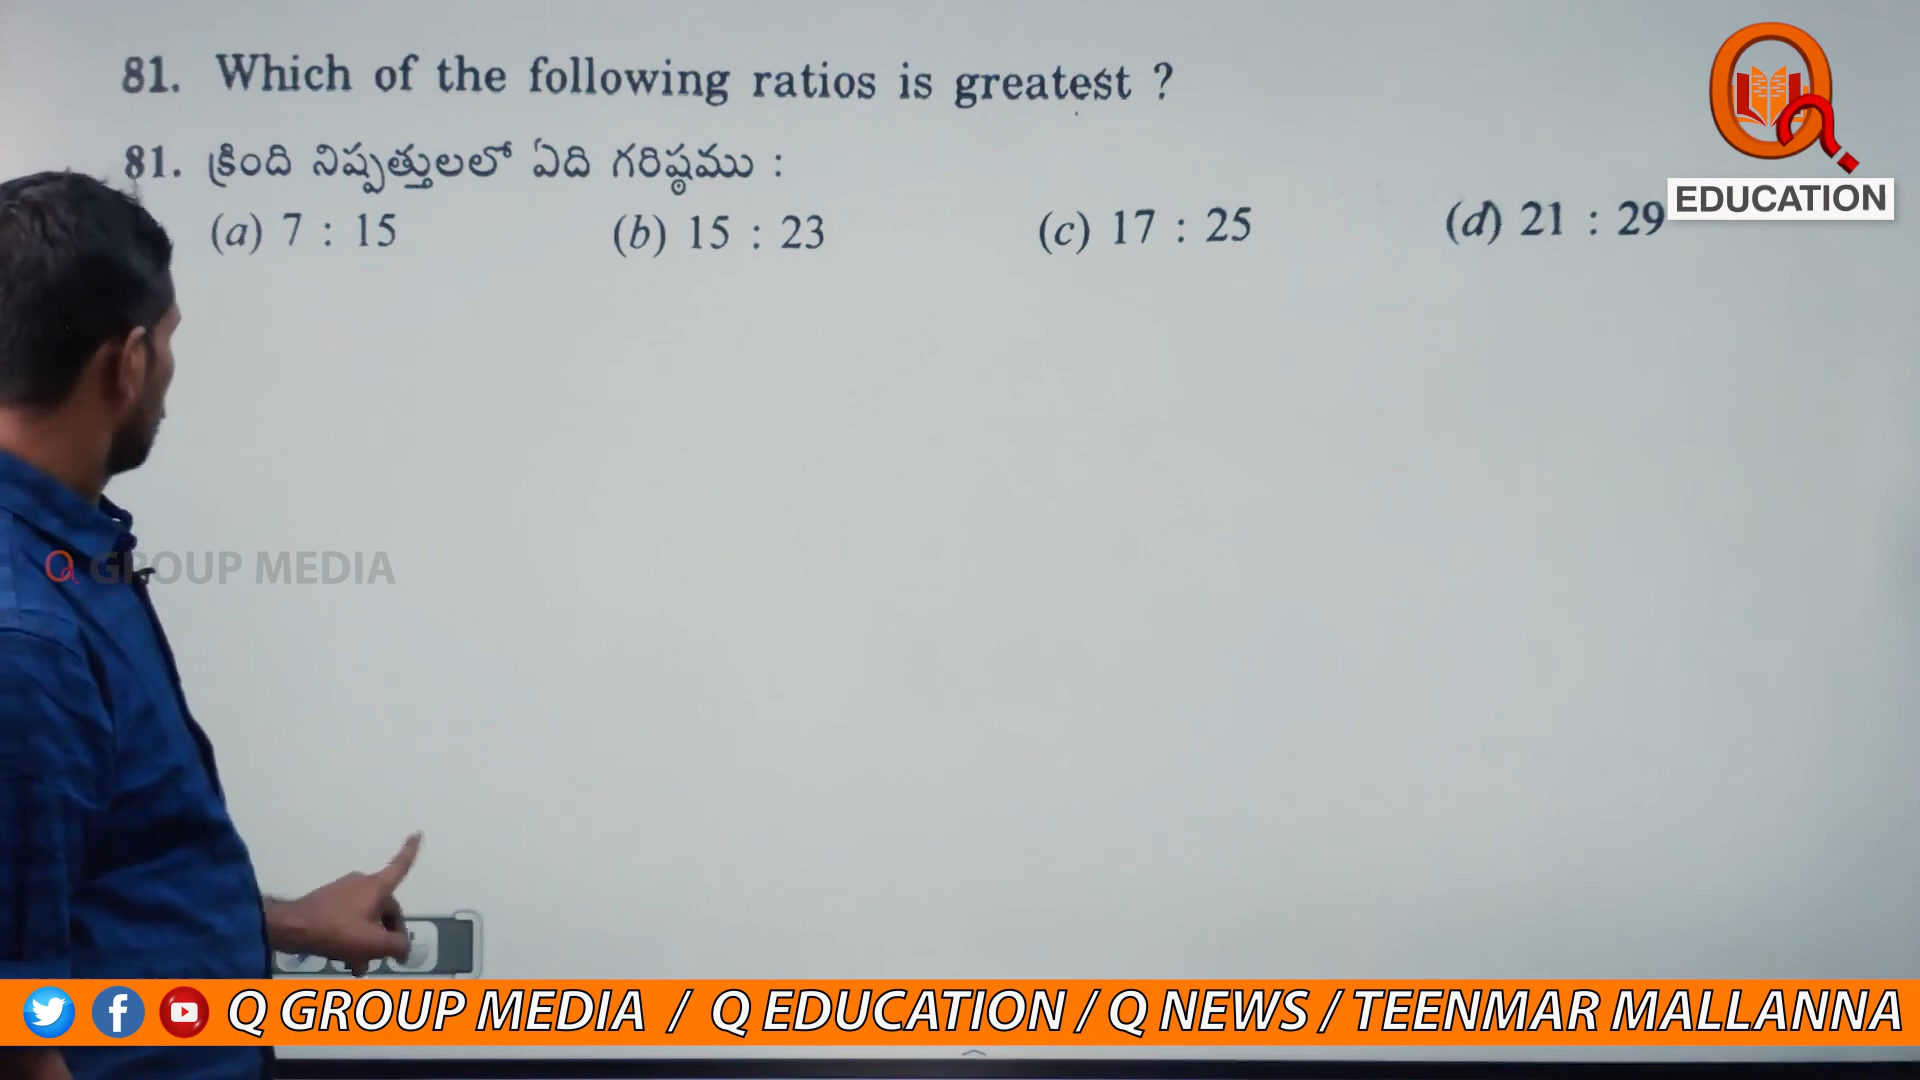 81. Which of the following ratios is greatest ?
81. క్రింది నిష్పత్తులలో ఏది గరిష్ఠము :
(a) 7 : 15 (b) 15 : 23 (c) 17 : 25 (d) 21 : 29
EDUCATION
Q GROUP MEDIA
Q GROUP MEDIA / Q EDUCATION / Q NEWS / TEENMAR MALLANNA